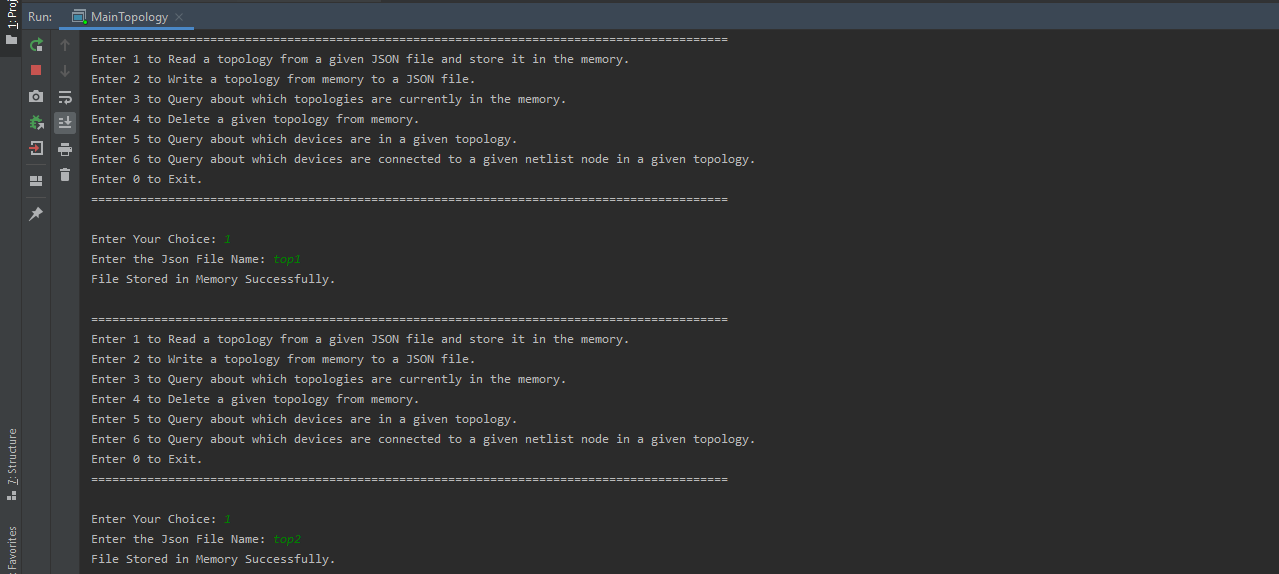 1: Proj
Run: MainTopology
===========================================================================================
Enter 1 to Read a topology from a given JSON file and store it in the memory.
Enter 2 to Write a topology from memory to a JSON file.
Enter 3 to Query about which topologies are currently in the memory.
Enter 4 to Delete a given topology from memory.
Enter 5 to Query about which devices are in a given topology.
Enter 6 to Query about which devices are connected to a given netlist node in a given topology.
Enter 0 to Exit.
===========================================================================================
Enter Your Choice: 1
Enter the Json File Name: top1
File Stored in Memory Successfully.
===========================================================================================
Enter 1 to Read a topology from a given JSON file and store it in the memory.
Enter 2 to Write a topology from memory to a JSON file.
Enter 3 to Query about which topologies are currently in the memory.
Enter 4 to Delete a given topology from memory.
Enter 5 to Query about which devices are in a given topology.
Enter 6 to Query about which devices are connected to a given netlist node in a given topology.
Enter 0 to Exit.
===========================================================================================
Enter Your Choice: 1
Enter the Json File Name: top2
File Stored in Memory Successfully.
Z: Structure
: Favorites